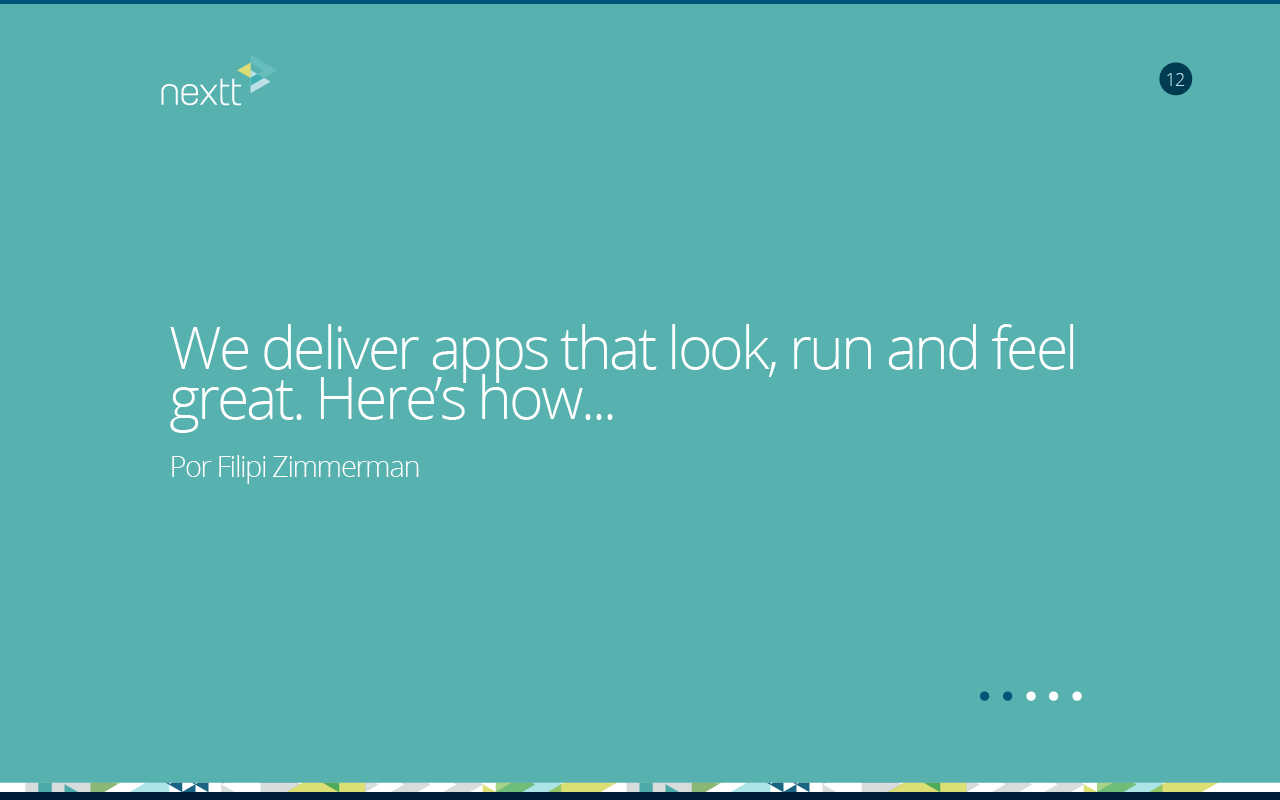 nextt
12
We deliver apps that look, run and feel
great. Here’s how...
Por Filipi Zimmerman